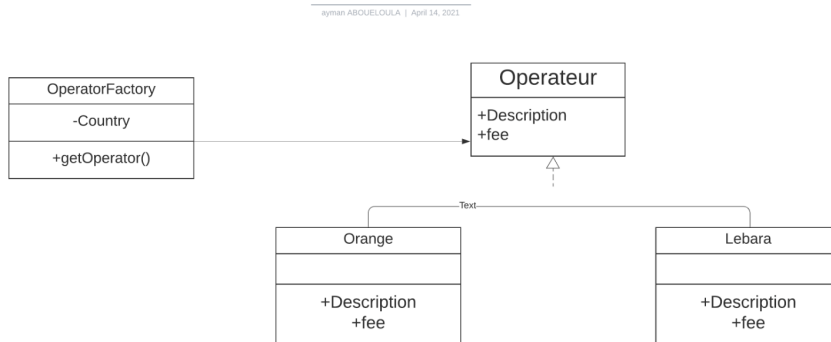 ayman ABOUELOULA | April 14, 2021
OperatorFactory
-Country
+getOperator()
Operateur
+Description
+fee
Text
Orange
+Description
+fee
Lebara
+Description
+fee